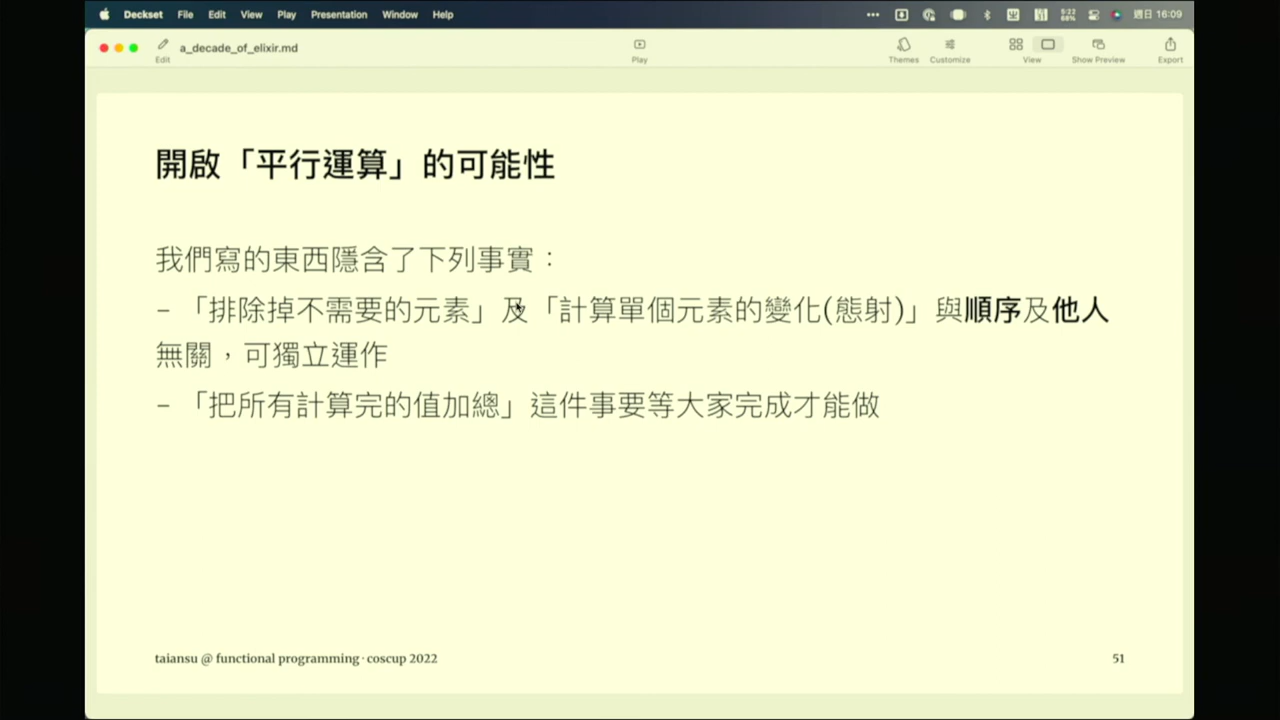 Deckset File Edit View Play Presentation Window Help
5:22
68%
週日 16:09
a_decade_of_elixir.md
Edit Play Themes Customize View Show Preview Export
開啟「平行運算」的可能性
我們寫的東西隱含了下列事實：
– 「排除掉不需要的元素」及「計算單個元素的變化(態射)」與順序及他人
無關，可獨立運作
– 「把所有計算完的值加總」這件事要等大家完成才能做
taiansu @ functional programming · coscup 2022
51